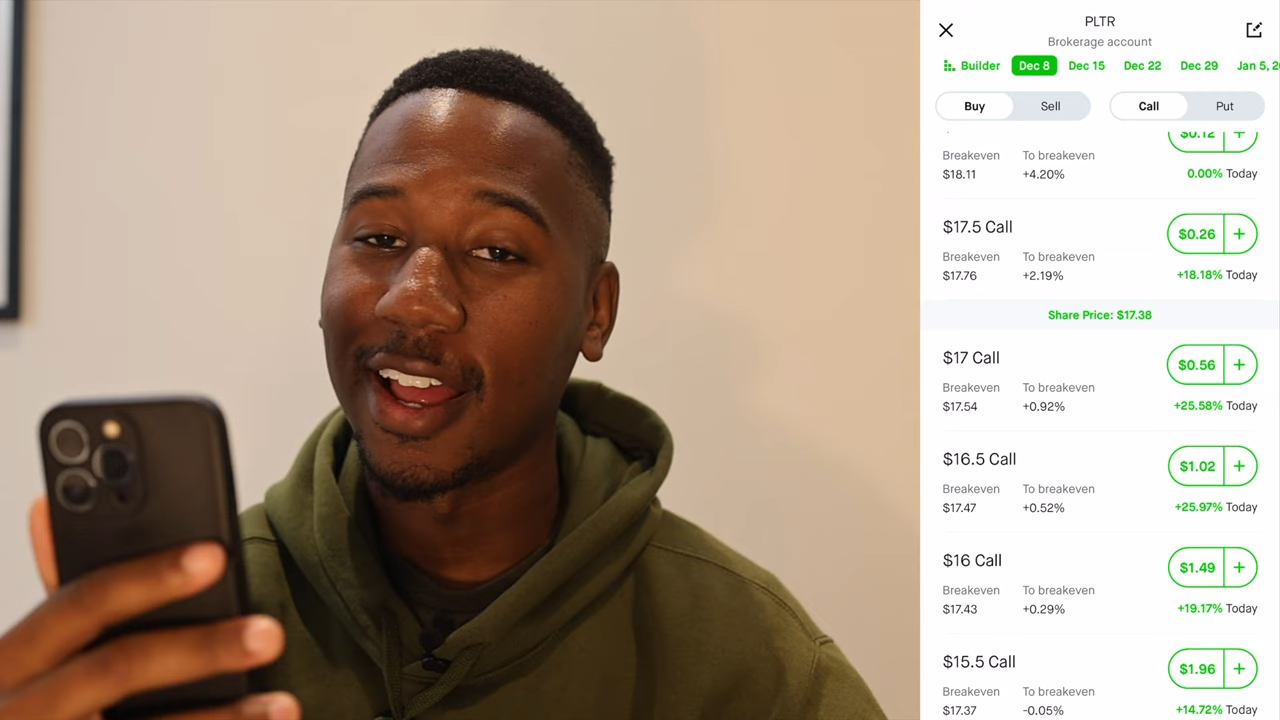 PLTR
Brokerage account
Builder Dec 8 Dec 15 Dec 22 Dec 29 Jan 5, 20
Buy Sell Call Put
$0.12 +
Breakeven To breakeven
$18.11 +4.20% 0.00% Today
$17.5 Call $0.26 +
Breakeven To breakeven
$17.76 +2.19% +18.18% Today
Share Price: $17.38
$17 Call $0.56 +
Breakeven To breakeven
$17.54 +0.92% +25.58% Today
$16.5 Call $1.02 +
Breakeven To breakeven
$17.47 +0.52% +25.97% Today
$16 Call $1.49 +
Breakeven To breakeven
$17.43 +0.29% +19.17% Today
$15.5 Call $1.96 +
Breakeven To breakeven
$17.37 -0.05% +14.72% Today